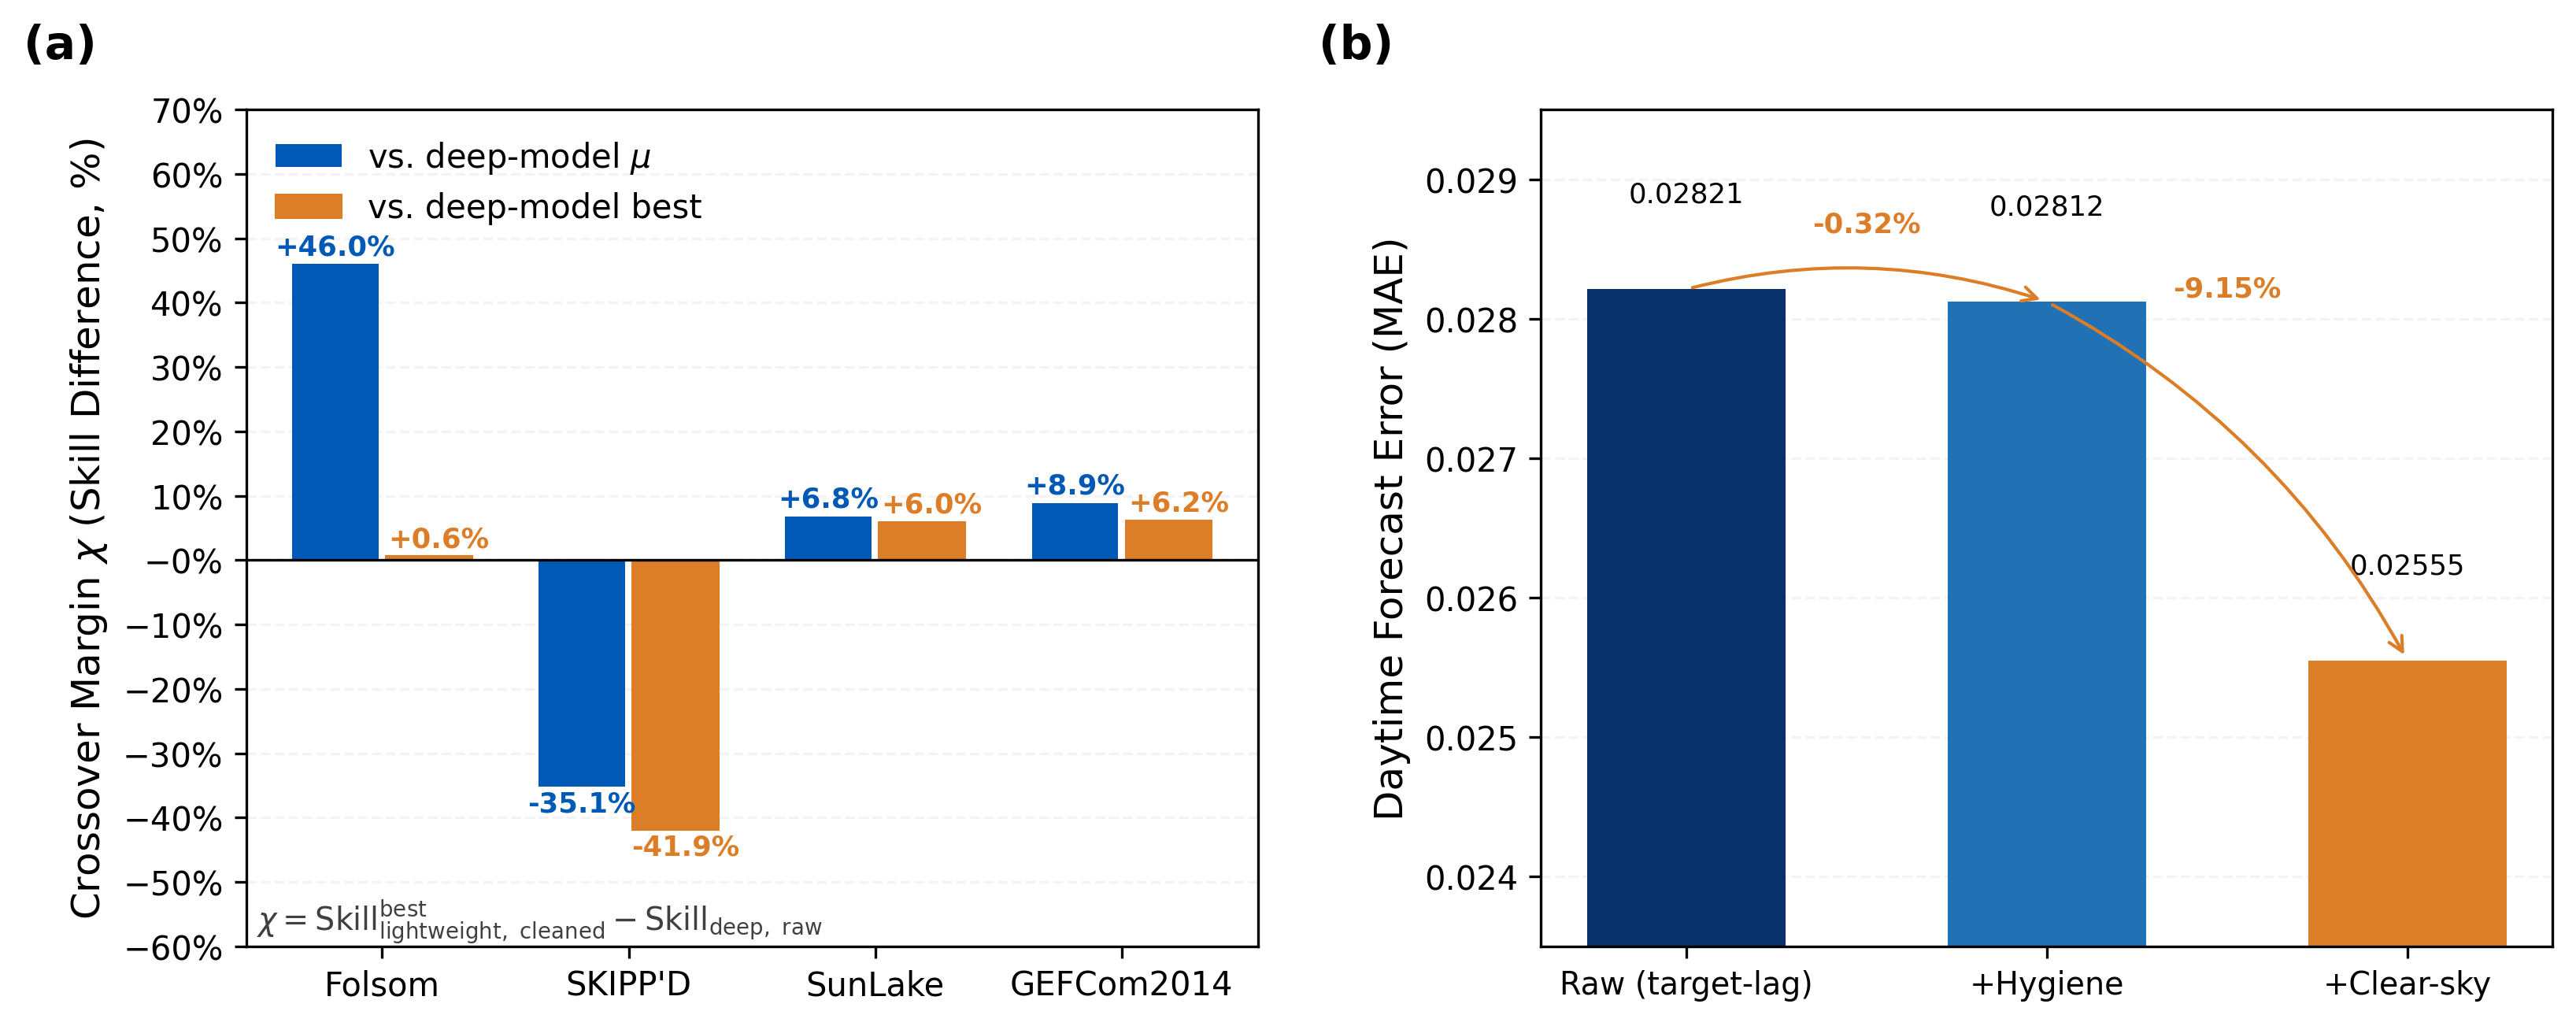 (a)
Crossover Margin χ (Skill Difference, %)
70%
60%
50%
40%
30%
20%
10%
−0%
−10%
−20%
−30%
−40%
−50%
−60%
vs. deep-model μ
vs. deep-model best
+46.0%
+0.6%
-35.1%
-41.9%
+6.8%
+6.0%
+8.9%
+6.2%
χ = Skill^best_lightweight, cleaned − Skill_deep, raw
Folsom
SKIPP'D
SunLake
GEFCom2014
(b)
Daytime Forecast Error (MAE)
0.029
0.028
0.027
0.026
0.025
0.024
0.02821
-0.32%
0.02812
-9.15%
0.02555
Raw (target-lag)
+Hygiene
+Clear-sky